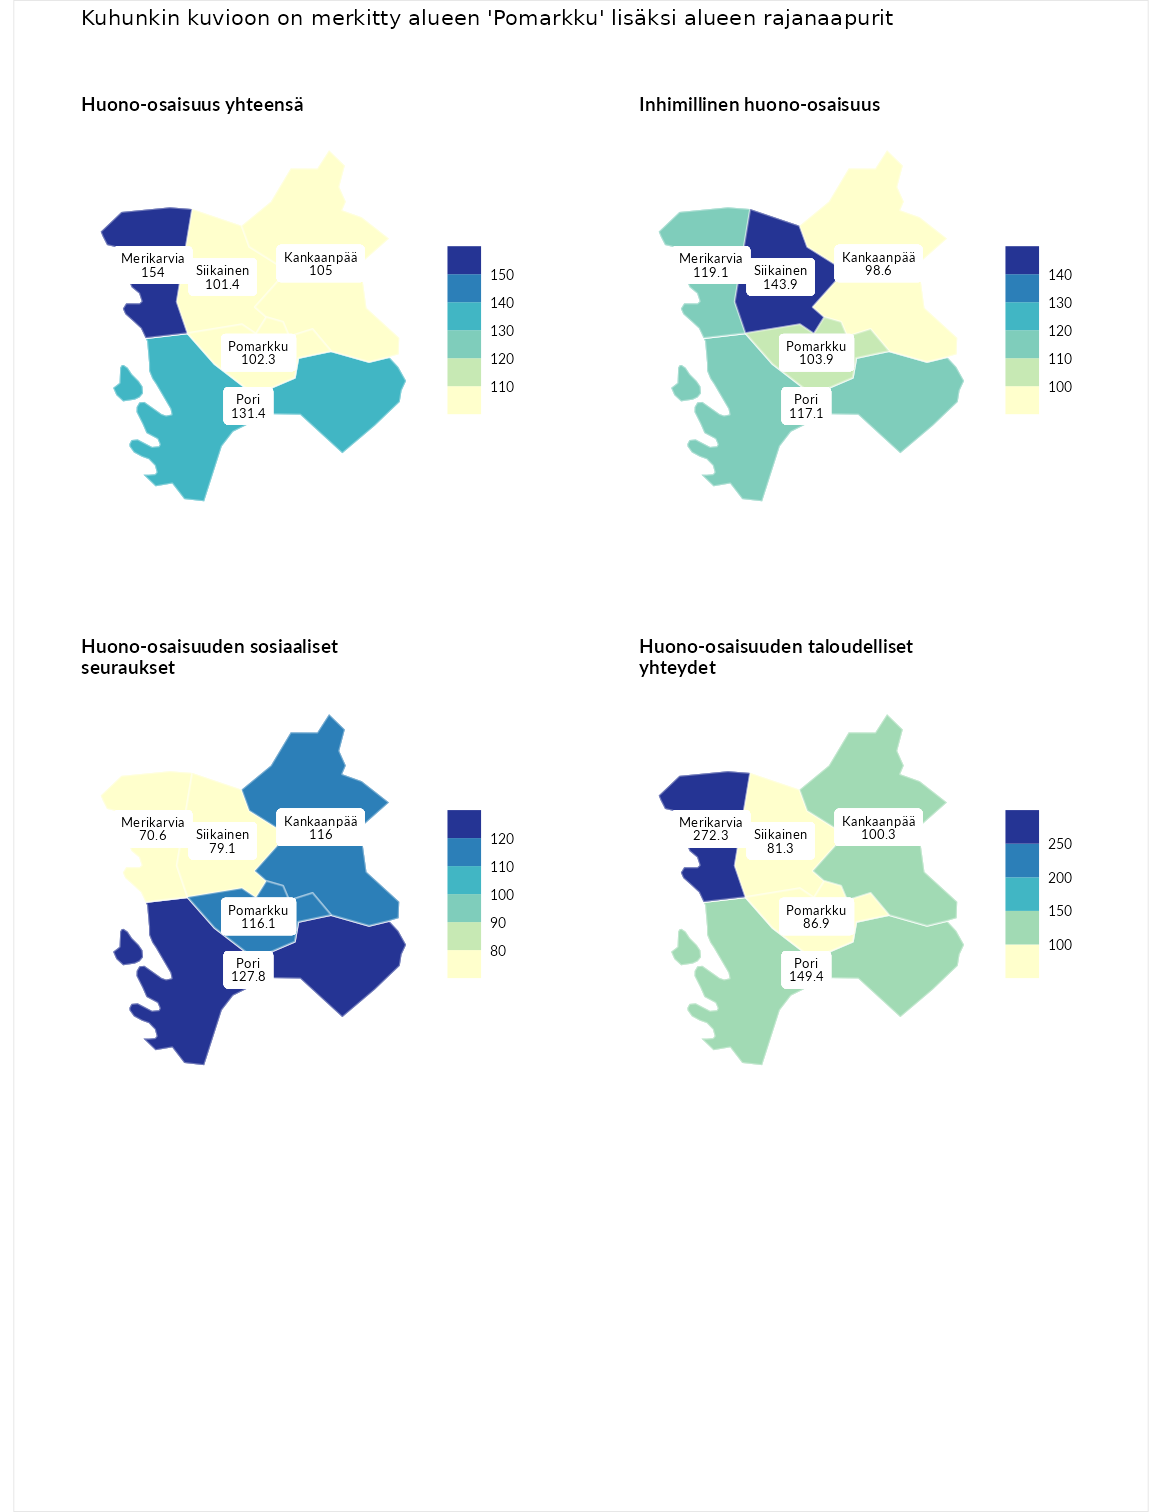 Kuhunkin kuvioon on merkitty alueen 'Pomarkku' lisäksi alueen rajanaapurit
Huono-osaisuus yhteensä
Merikarvia
154
Siikainen
101.4
Kankaanpää
105
Pomarkku
102.3
Pori
131.4
150
140
130
120
110
Inhimillinen huono-osaisuus
Merikarvia
119.1
Siikainen
143.9
Kankaanpää
98.6
Pomarkku
103.9
Pori
117.1
140
130
120
110
100
Huono-osaisuuden sosiaaliset
seuraukset
Merikarvia
70.6
Siikainen
79.1
Kankaanpää
116
Pomarkku
116.1
Pori
127.8
120
110
100
90
80
Huono-osaisuuden taloudelliset
yhteydet
Merikarvia
272.3
Siikainen
81.3
Kankaanpää
100.3
Pomarkku
86.9
Pori
149.4
250
200
150
100